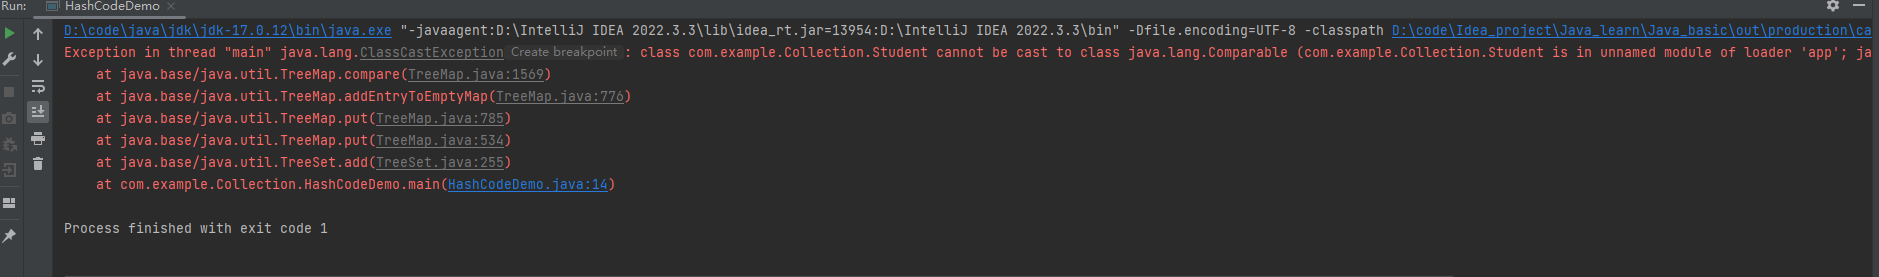 Run: HashCodeDemo
D:\code\java\jdk\jdk-17.0.12\bin\java.exe "-javaagent:D:\IntelliJ IDEA 2022.3.3\lib\idea_rt.jar=13954:D:\IntelliJ IDEA 2022.3.3\bin" -Dfile.encoding=UTF-8 -classpath D:\code\Idea_project\Java_learn\Java_basic\out\production\ca
Exception in thread "main" java.lang.ClassCastException Create breakpoint : class com.example.Collection.Student cannot be cast to class java.lang.Comparable (com.example.Collection.Student is in unnamed module of loader 'app'; ja
at java.base/java.util.TreeMap.compare(TreeMap.java:1569)
at java.base/java.util.TreeMap.addEntryToEmptyMap(TreeMap.java:776)
at java.base/java.util.TreeMap.put(TreeMap.java:785)
at java.base/java.util.TreeMap.put(TreeMap.java:534)
at java.base/java.util.TreeSet.add(TreeSet.java:255)
at com.example.Collection.HashCodeDemo.main(HashCodeDemo.java:14)
Process finished with exit code 1